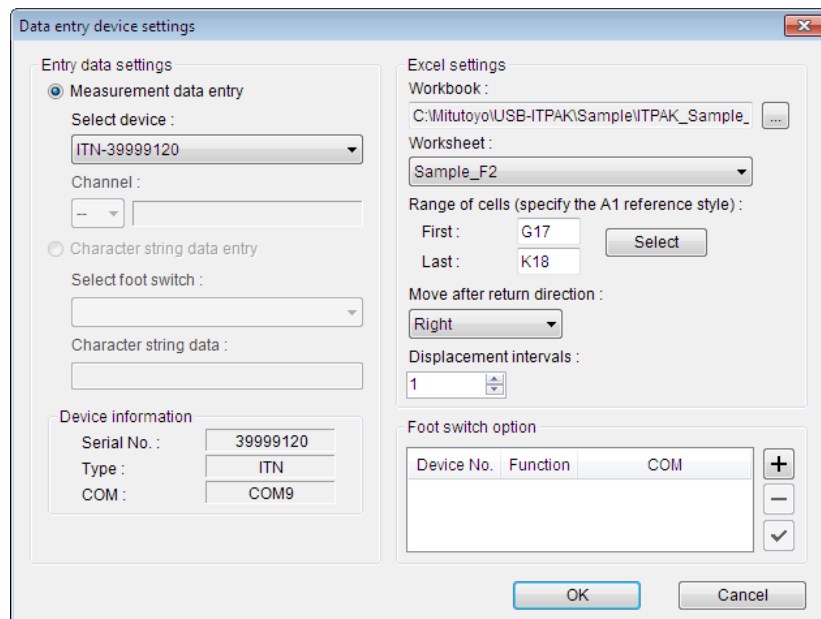 Data entry device settings
Entry data settings
Measurement data entry
Select device :
ITN-39999120
Channel :
--
Character string data entry
Select foot switch :
Character string data :
Device information
Serial No. : 39999120
Type : ITN
COM : COM9
Excel settings
Workbook :
C:\Mitutoyo\USB-ITPAK\Sample\ITPAK_Sample_ ...
Worksheet :
Sample_F2
Range of cells (specify the A1 reference style) :
First : G17
Select
Last : K18
Move after return direction :
Right
Displacement intervals :
1
Foot switch option
Device No. Function COM
OK Cancel